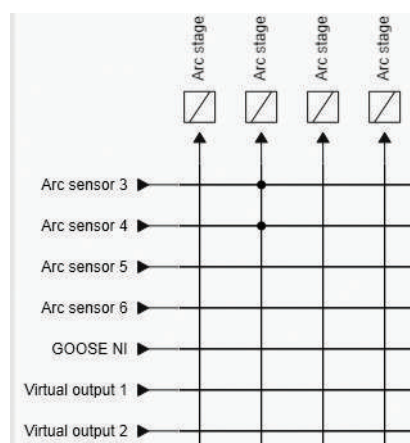 Arc stage
Arc stage
Arc stage
Arc stage
Arc sensor 3
Arc sensor 4
Arc sensor 5
Arc sensor 6
GOOSE NI
Virtual output 1
Virtual output 2